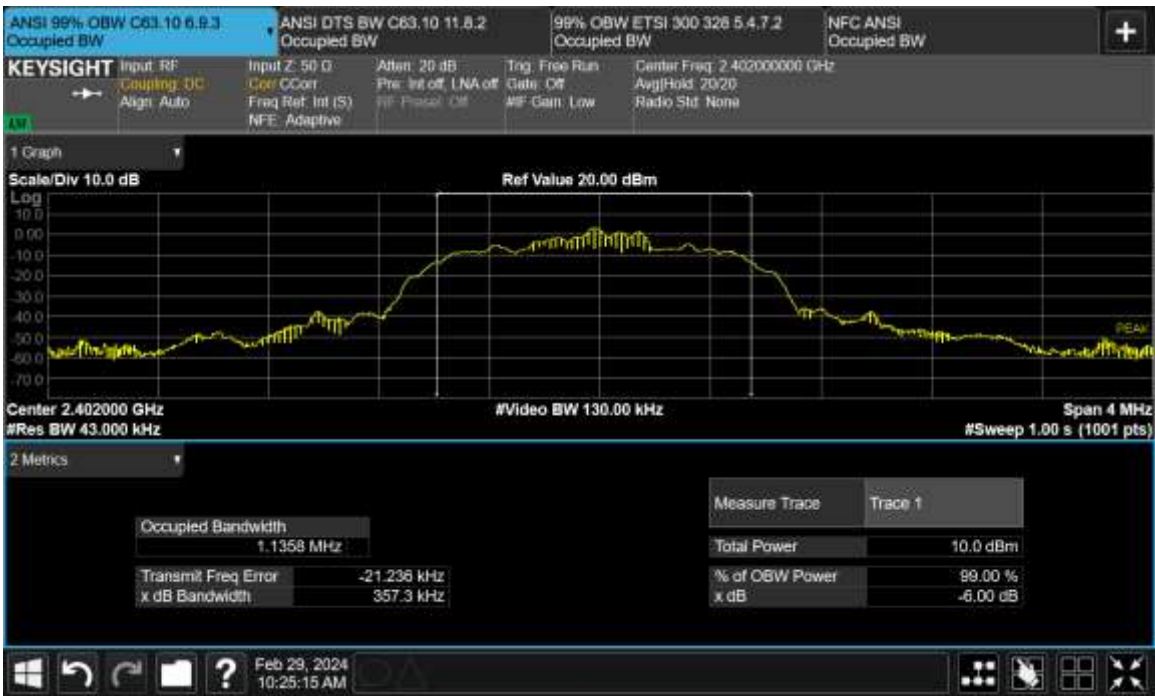 ANSI 99% OBW C63.10 6.9.3
Occupied BW
ANSI DTS BW C63.10 11.8.2
Occupied BW
99% OBW ETSI 300 328 5.4.7.2
Occupied BW
NFC ANSI
Occupied BW
KEYSIGHT
Input: RF
Coupling: DC
Align: Auto
Input Z: 50 Ω
Corr CCorr
Freq Ref: Int (S)
NFE: Adaptive
Atten: 20 dB
Pre: Int off, LNA off
RF Presel: Off
Trig: Free Run
Gate: Off
#IF Gain: Low
Center Freq: 2.402000000 GHz
Avg|Hold: 20/20
Radio Std: None
1 Graph
Scale/Div 10.0 dB
Ref Value 20.00 dBm
Log
10.0
0.00
-10.0
-20.0
-30.0
-40.0
-50.0
-60.0
-70.0
PEAK
Center 2.402000 GHz
#Video BW 130.00 kHz
Span 4 MHz
#Res BW 43.000 kHz
#Sweep 1.00 s (1001 pts)
2 Metrics
Measure Trace
Trace 1
Occupied Bandwidth
1.1358 MHz
Total Power
10.0 dBm
Transmit Freq Error
-21.236 kHz
% of OBW Power
99.00 %
x dB Bandwidth
357.3 kHz
x dB
-6.00 dB
?
Feb 29, 2024
10:25:15 AM